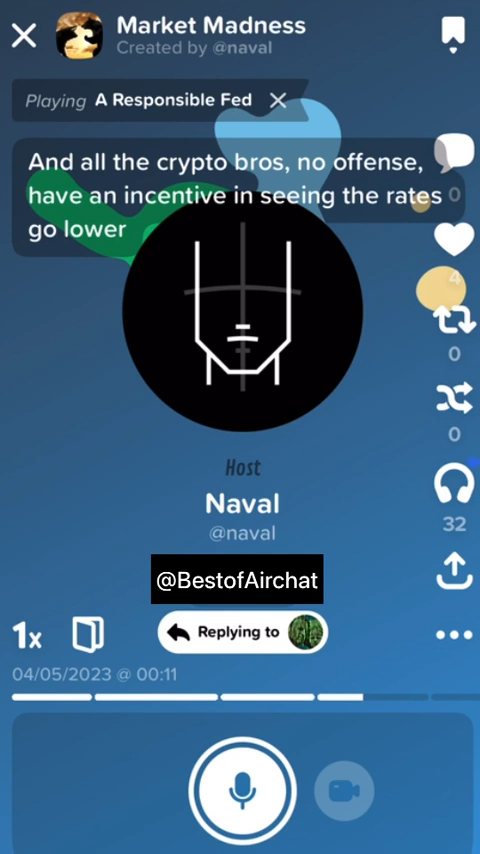 Market Madness
Created by @naval
Playing A Responsible Fed
And all the crypto bros, no offense,
have an incentive in seeing the rates
go lower
0
4
0
0
32
Host
Naval
@naval
@BestofAirchat
1x
Replying to
04/05/2023 @ 00:11